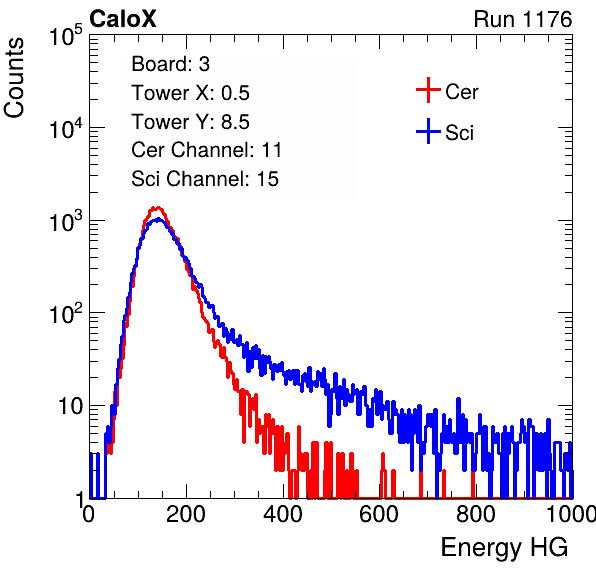 CaloX Run 1176
Counts
10^5
10^4
10^3
10^2
10
1
Board: 3
Tower X: 0.5
Tower Y: 8.5
Cer Channel: 11
Sci Channel: 15
Cer
Sci
0 200 400 600 800 1000
Energy HG